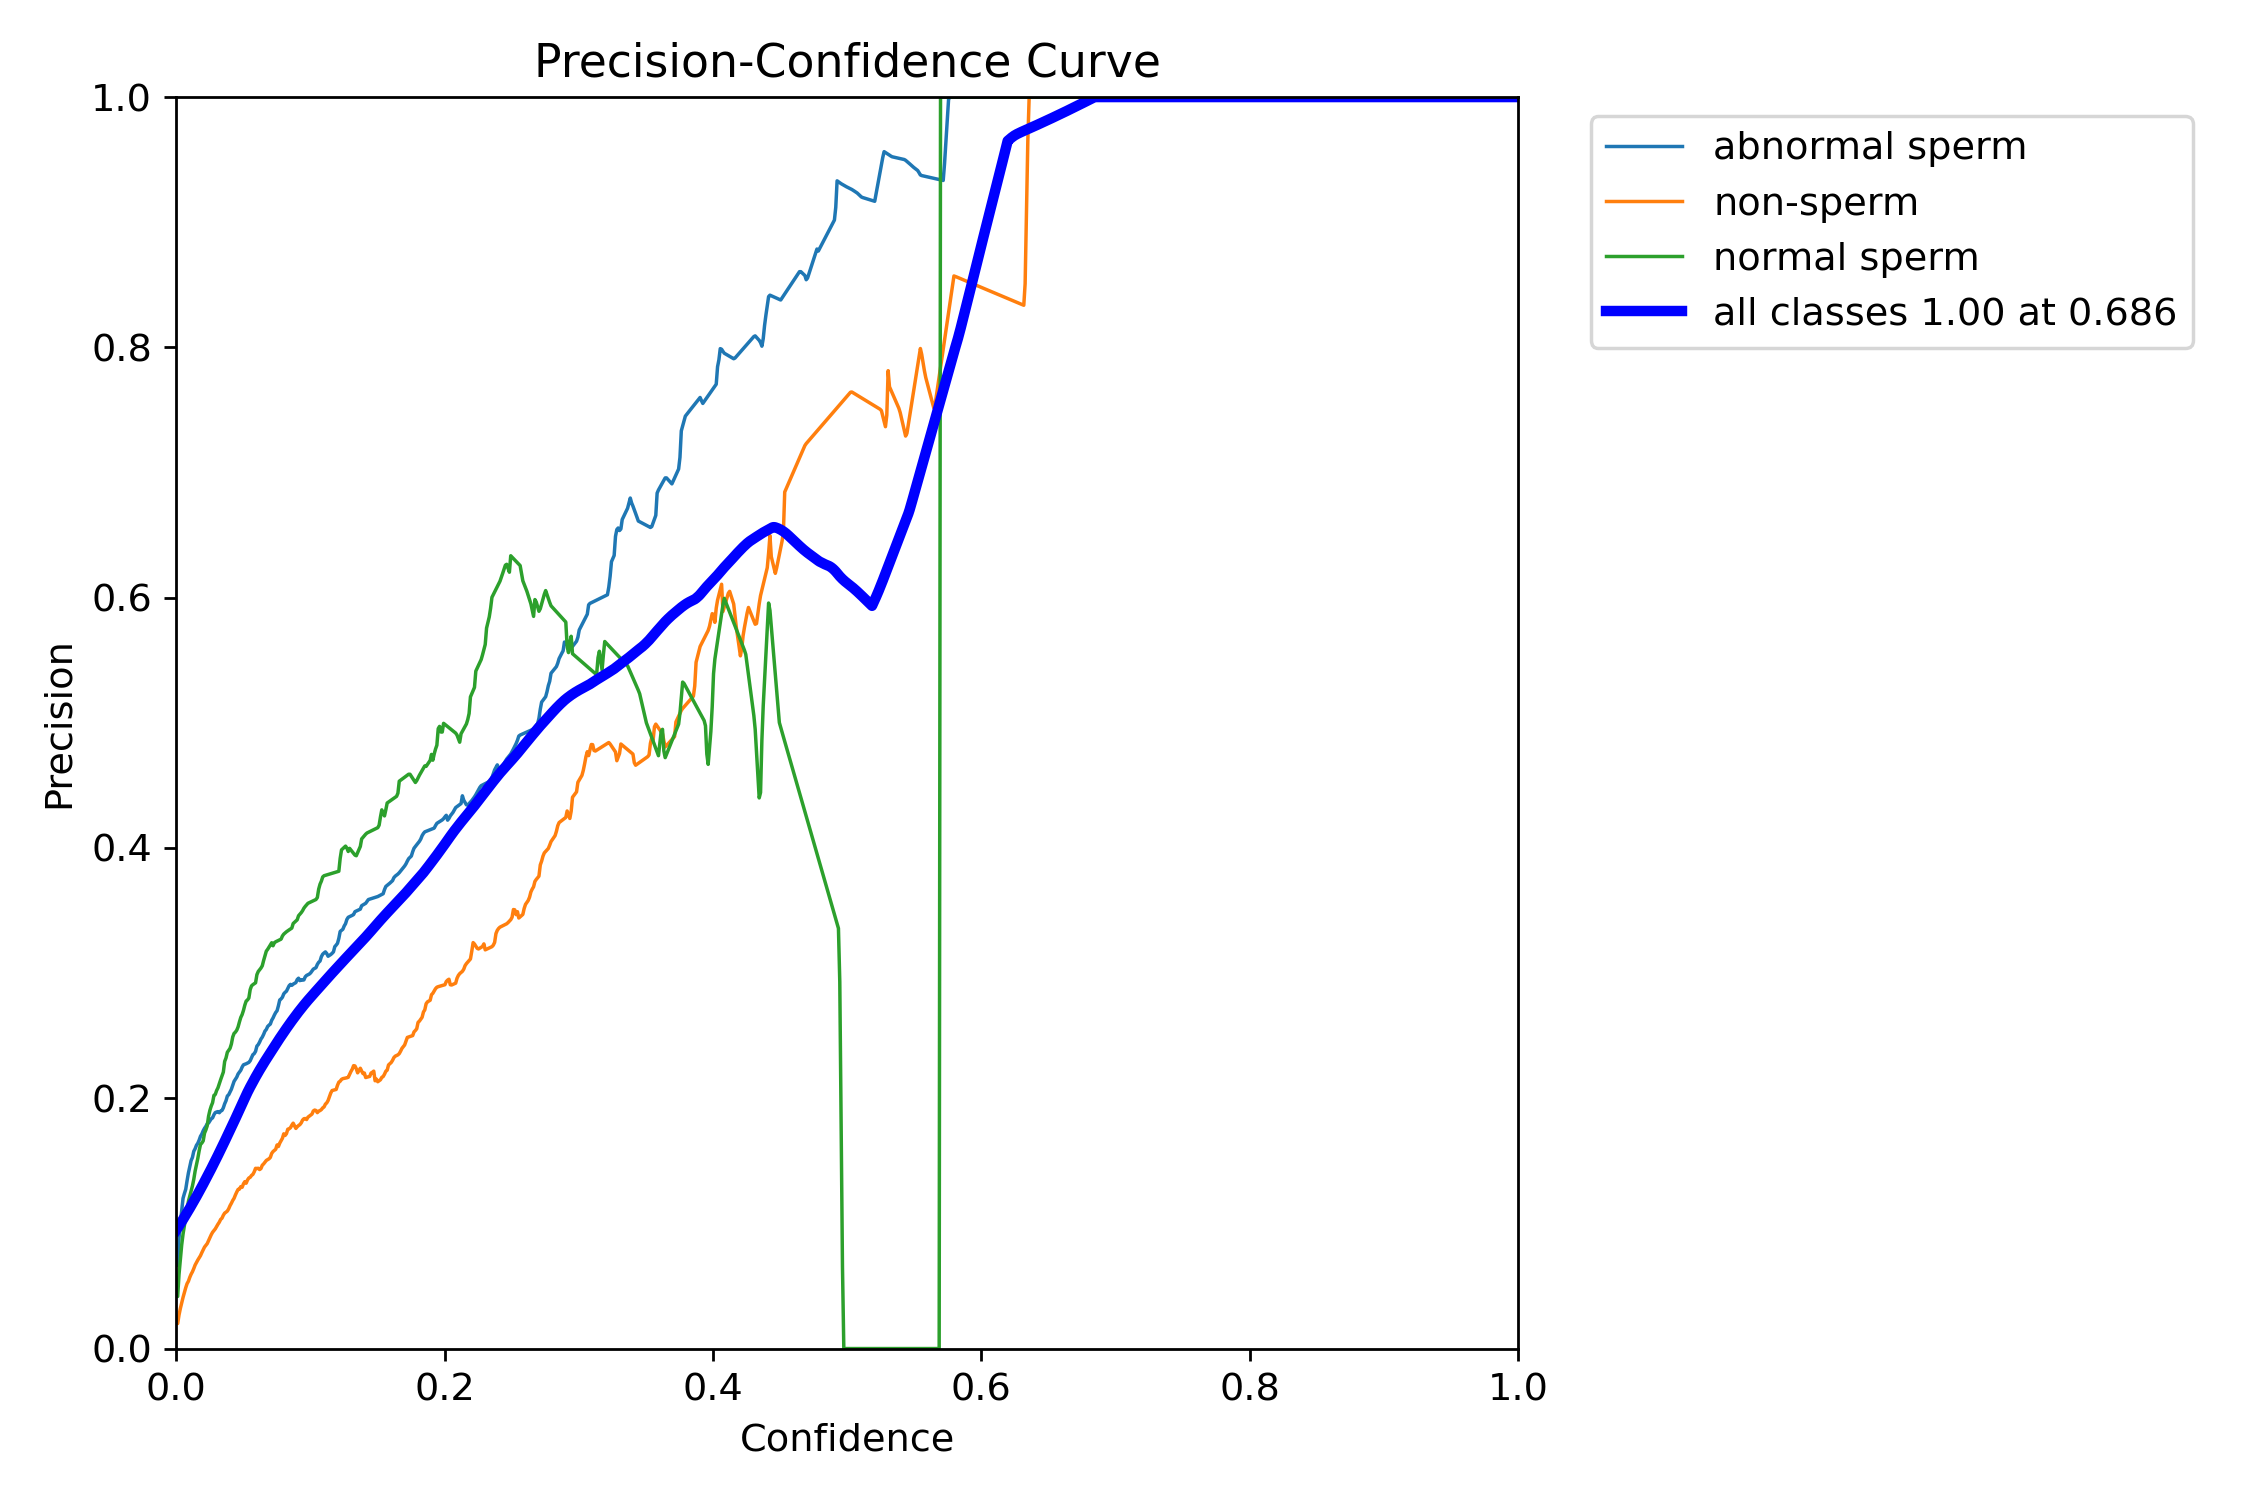 Precision-Confidence Curve
1.0
0.8
0.6
0.4
0.2
0.0
Precision
0.0 0.2 0.4 0.6 0.8 1.0
Confidence
abnormal sperm
non-sperm
normal sperm
all classes 1.00 at 0.686